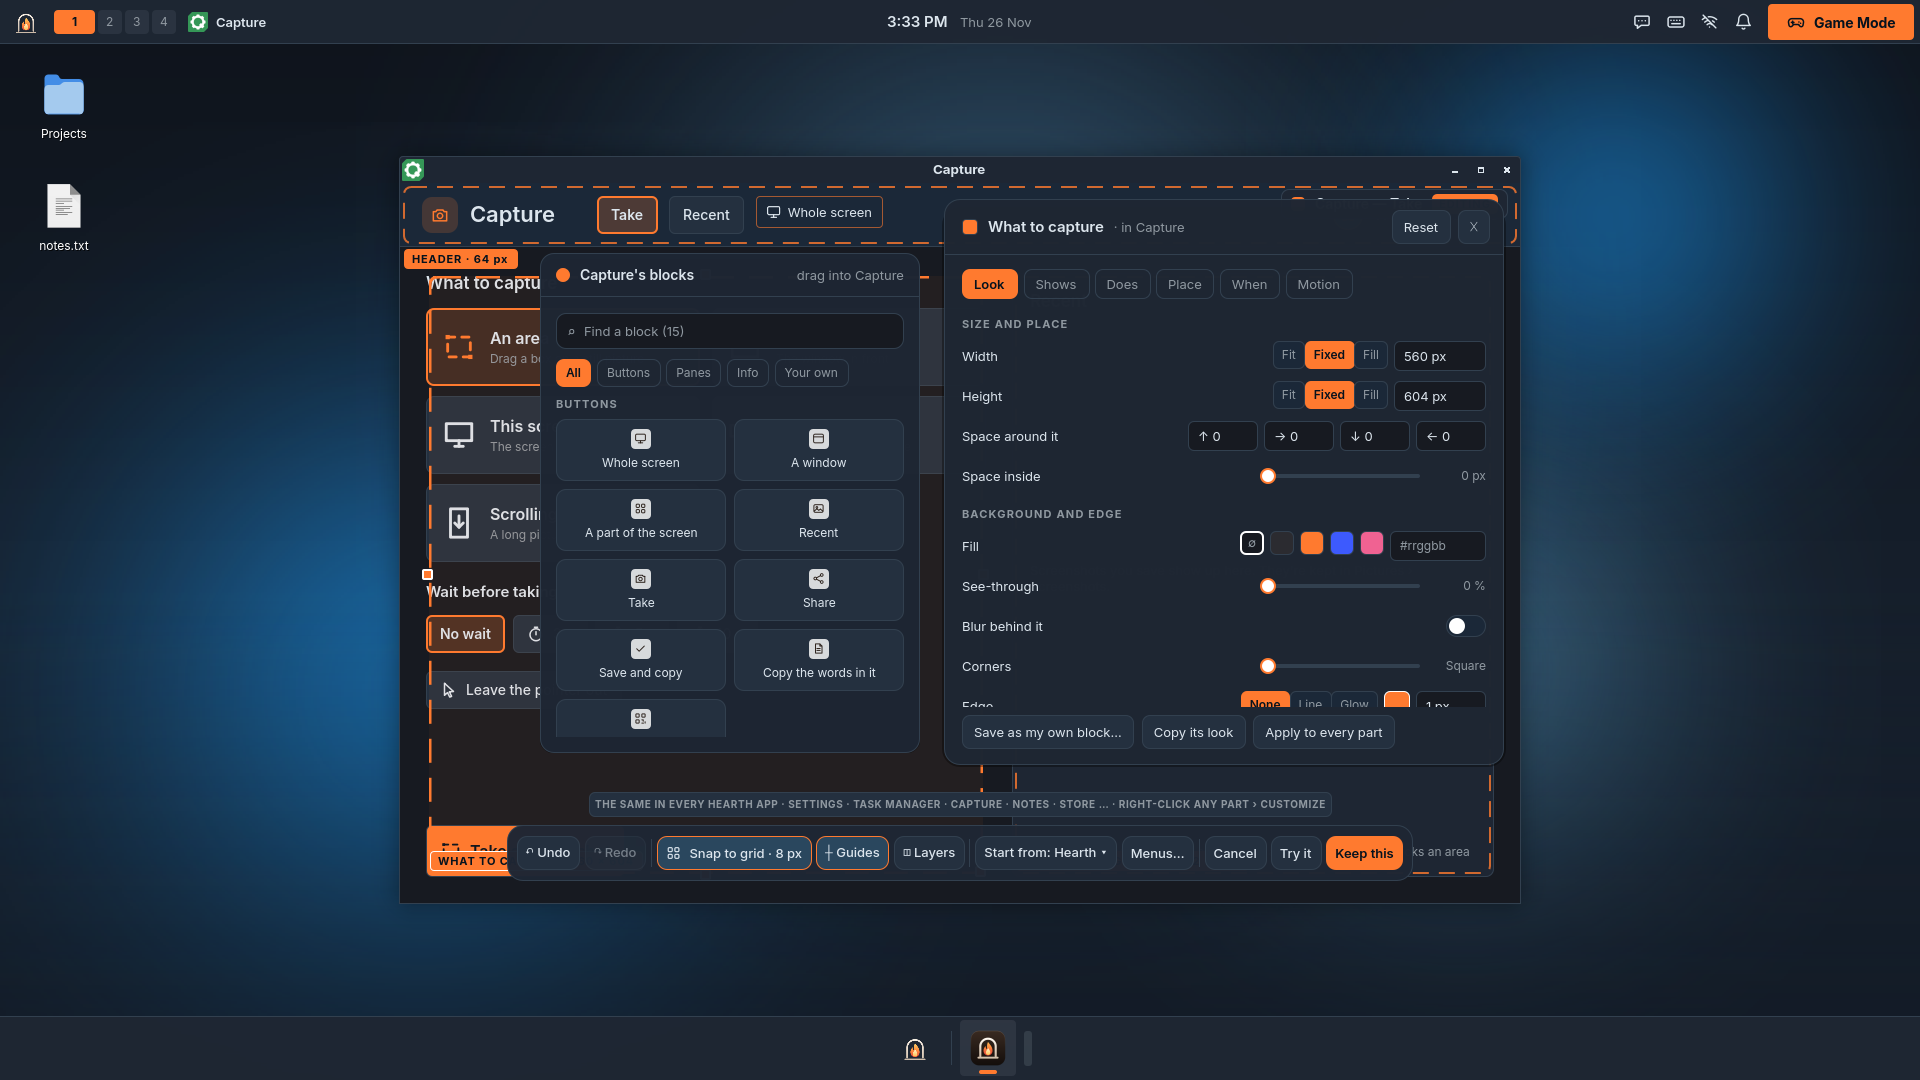 1 2 3 4 Capture
3:33 PM Thu 26 Nov
Game Mode
Projects
notes.txt
Capture
Capture
Take
Recent
Whole screen
HEADER · 64 px
What to captu
An are
Drag a b
This sc
The scre
Scrolli
A long pi
Wait before taki
No wait
Leave the p
WHAT TO C
Capture's blocks
drag into Capture
Find a block (15)
All
Buttons
Panes
Info
Your own
BUTTONS
Whole screen
A window
A part of the screen
Recent
Take
Share
Save and copy
Copy the words in it
What to capture · in Capture
Reset
X
Look
Shows
Does
Place
When
Motion
SIZE AND PLACE
Width
Fit
Fixed
Fill
560 px
Height
Fit
Fixed
Fill
604 px
Space around it
↑ 0
→ 0
↓ 0
← 0
Space inside
0 px
BACKGROUND AND EDGE
Fill
#rrggbb
See-through
0 %
Blur behind it
Corners
Square
Edge
None
Line
Glow
1 px
Save as my own block...
Copy its look
Apply to every part
THE SAME IN EVERY HEARTH APP · SETTINGS · TASK MANAGER · CAPTURE · NOTES · STORE ... · RIGHT-CLICK ANY PART › CUSTOMIZE
Undo
Redo
Snap to grid · 8 px
Guides
Layers
Start from: Hearth
Menus...
Cancel
Try it
Keep this
ks an area